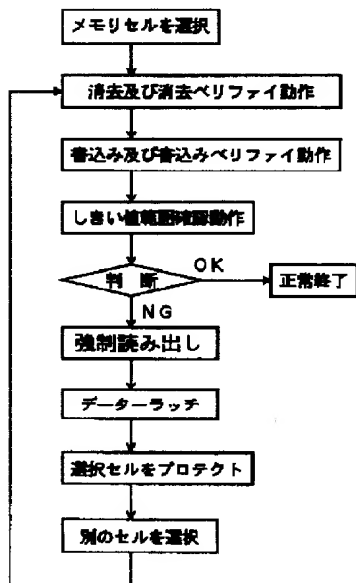 メモリセルを選択
消去及び消去ベリファイ動作
書込み及び書込みベリファイ動作
しきい値範囲確認動作
判断
OK
正常終了
NG
強制読み出し
データーラッチ
選択セルをプロテクト
別のセルを選択